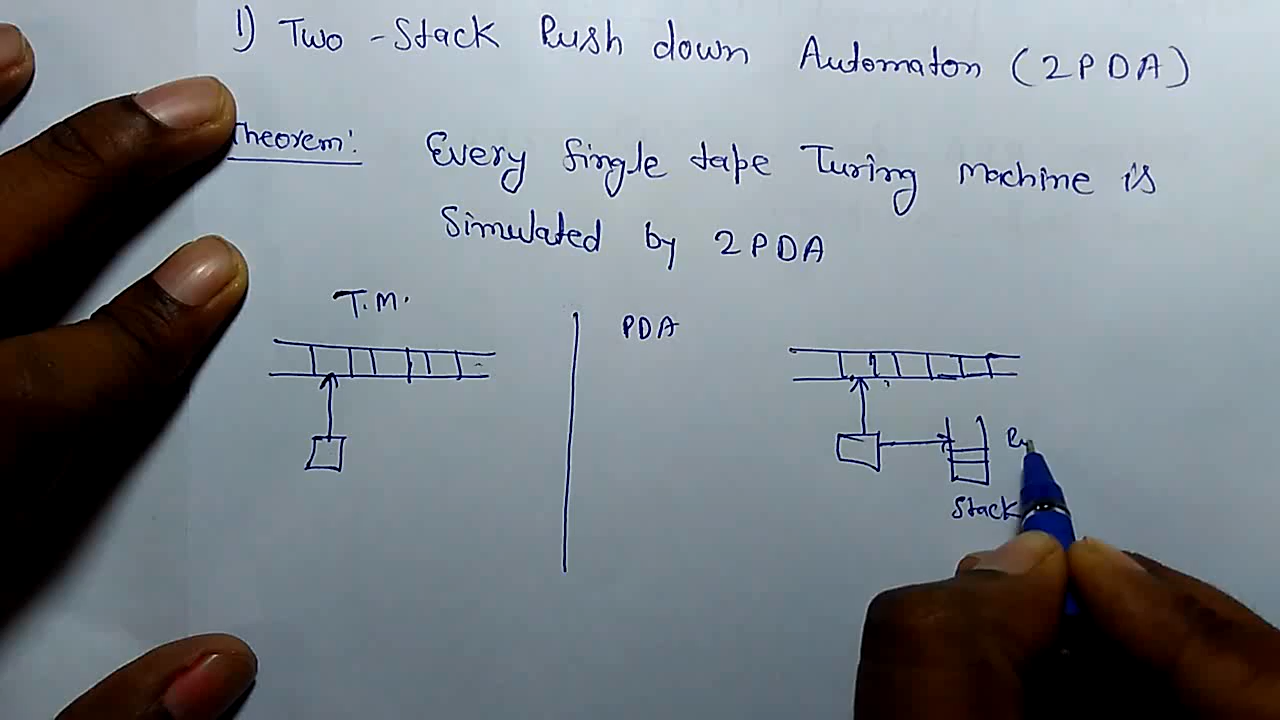 1) Two-Stack Push down Automaton (2PDA)
Theorem: Every Single tape Turing machine is
Simulated by 2PDA
T.M.
PDA
Stack